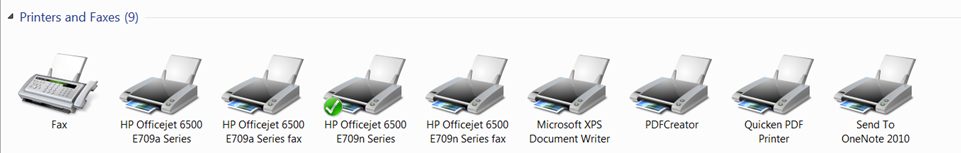 Printers and Faxes (9)
Fax
HP Officejet 6500
E709a Series
HP Officejet 6500
E709a Series fax
HP Officejet 6500
E709n Series
HP Officejet 6500
E709n Series fax
Microsoft XPS
Document Writer
PDFCreator
Quicken PDF
Printer
Send To
OneNote 2010